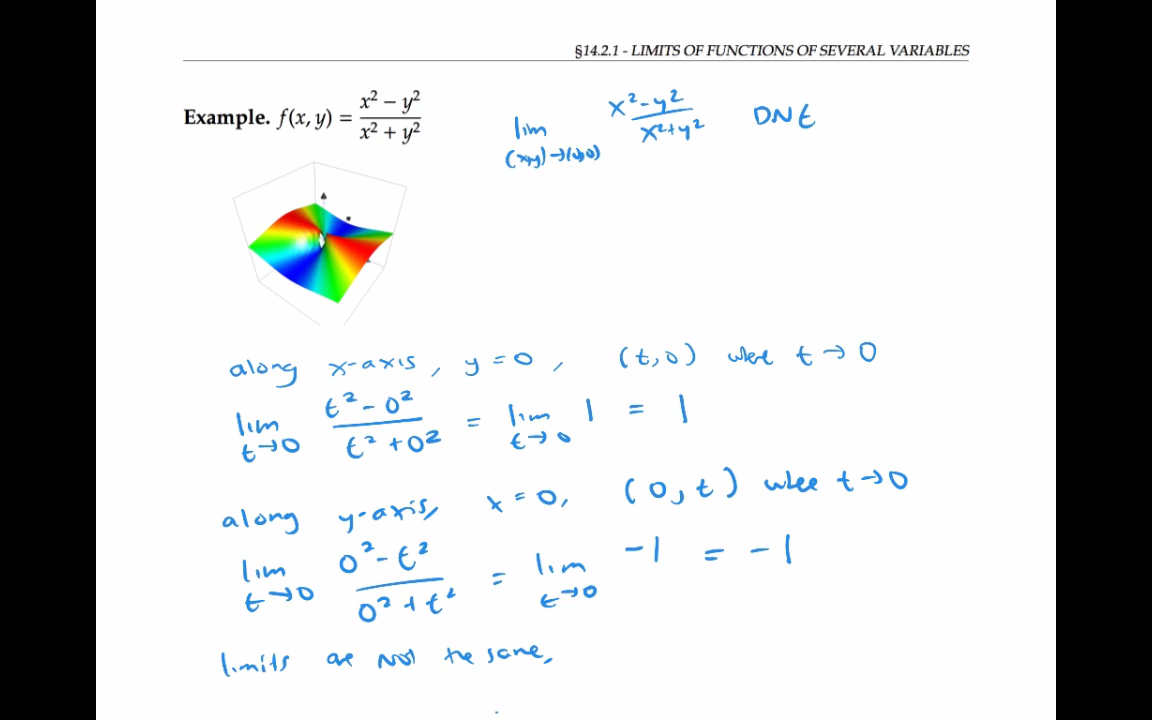 §14.2.1 - LIMITS OF FUNCTIONS OF SEVERAL VARIABLES
Example. f(x, y) = (x² − y²)/(x² + y²)
lim (x,y)→(0,0) (x²-y²)/(x²+y²) DNE
along x-axis, y = 0, (t,0) where t → 0
lim t→0 (t² - 0²)/(t² + 0²) = lim t→0 1 = 1
along y-axis, x = 0, (0,t) where t→0
lim t→0 (0² - t²)/(0² + t²) = lim t→0 -1 = -1
limits are not the same,